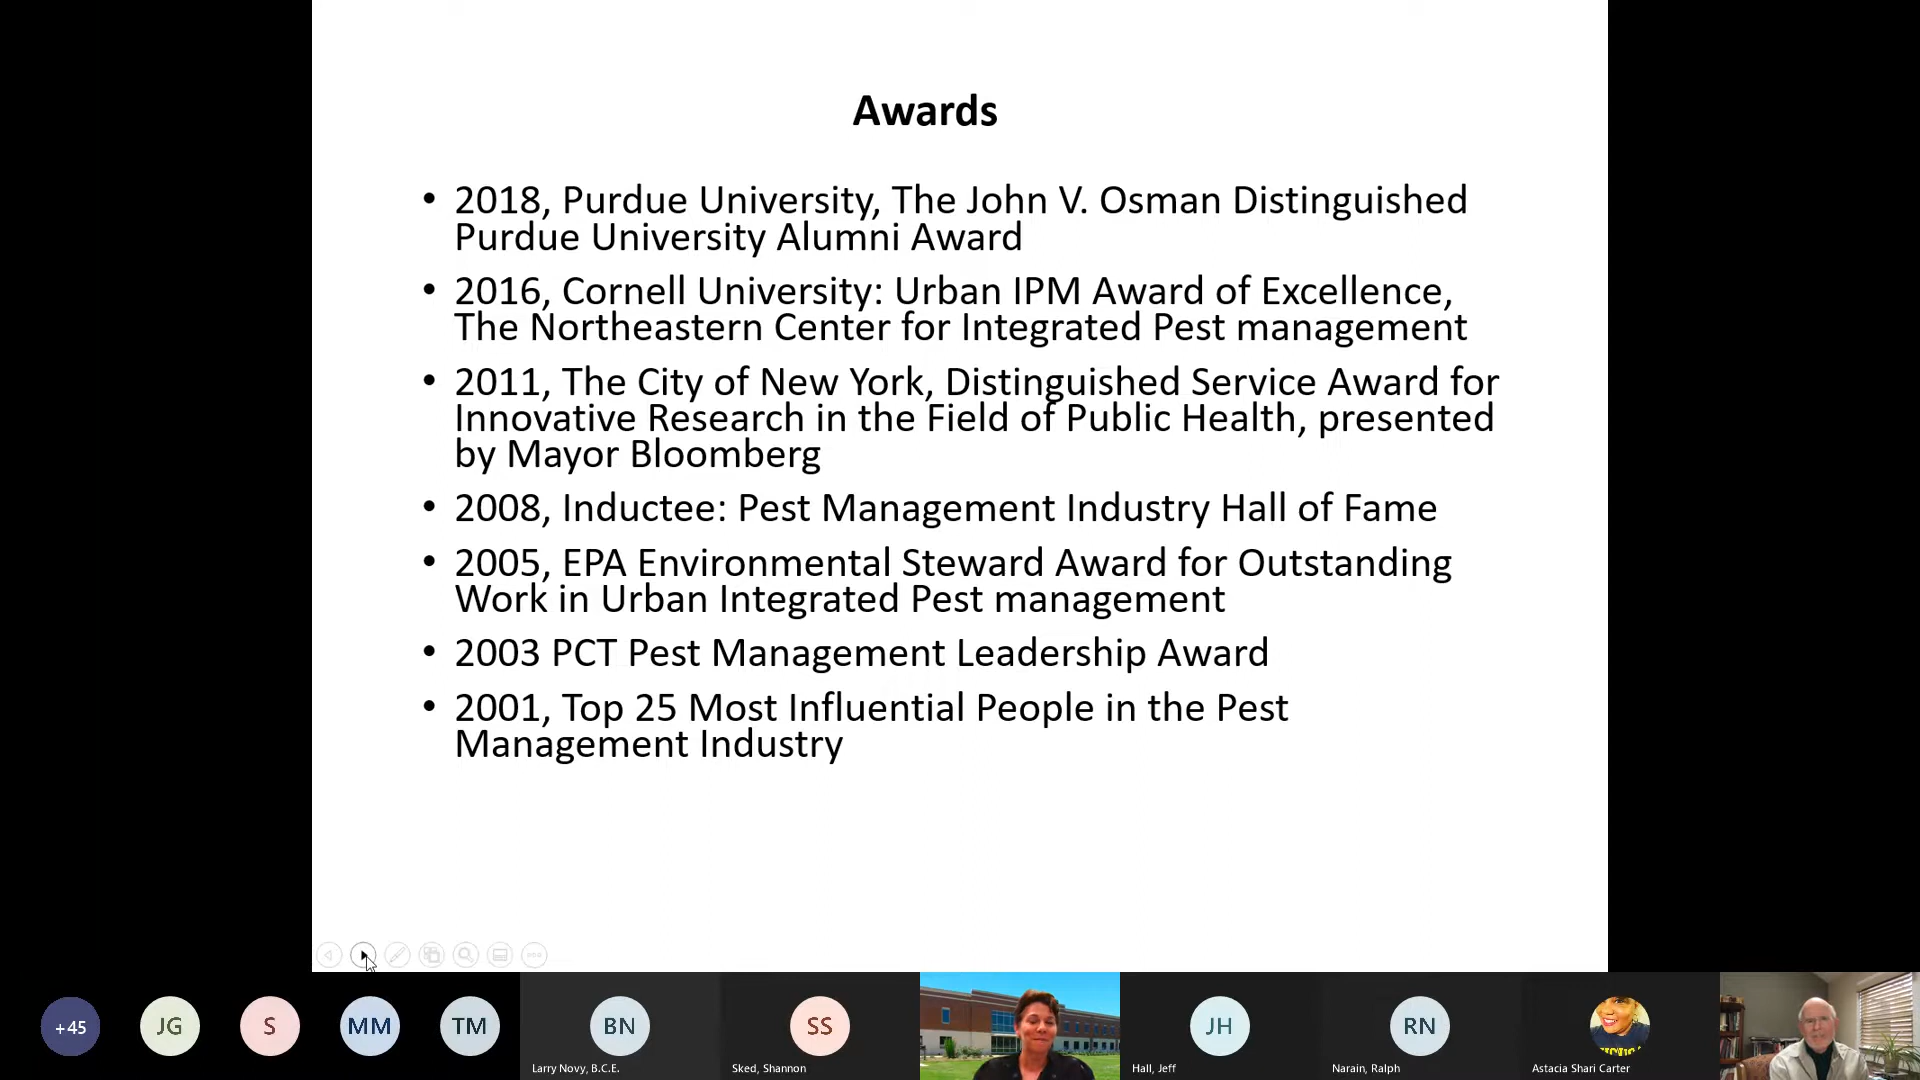 Awards
• 2018, Purdue University, The John V. Osman Distinguished
Purdue University Alumni Award
• 2016, Cornell University: Urban IPM Award of Excellence,
The Northeastern Center for Integrated Pest management
• 2011, The City of New York, Distinguished Service Award for
Innovative Research in the Field of Public Health, presented
by Mayor Bloomberg
• 2008, Inductee: Pest Management Industry Hall of Fame
• 2005, EPA Environmental Steward Award for Outstanding
Work in Urban Integrated Pest management
• 2003 PCT Pest Management Leadership Award
• 2001, Top 25 Most Influential People in the Pest
Management Industry
+45
JG
S
MM
TM
BN
Larry Novy, B.C.E.
SS
Sked, Shannon
JH
Hall, Jeff
RN
Narain, Ralph
Astacia Shari Carter